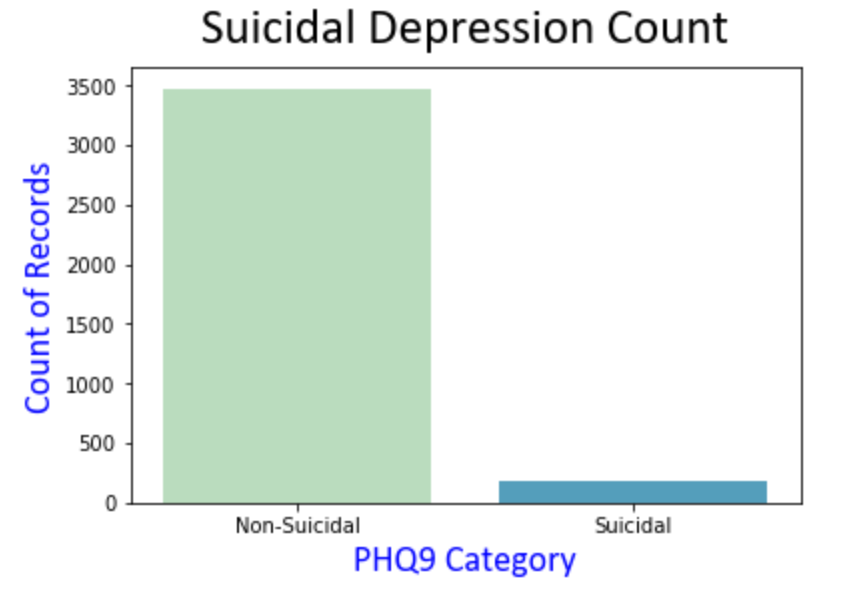 Suicidal Depression Count
3500
3000
2500
2000
1500
1000
500
0
Count of Records
Non-Suicidal
Suicidal
PHQ9 Category